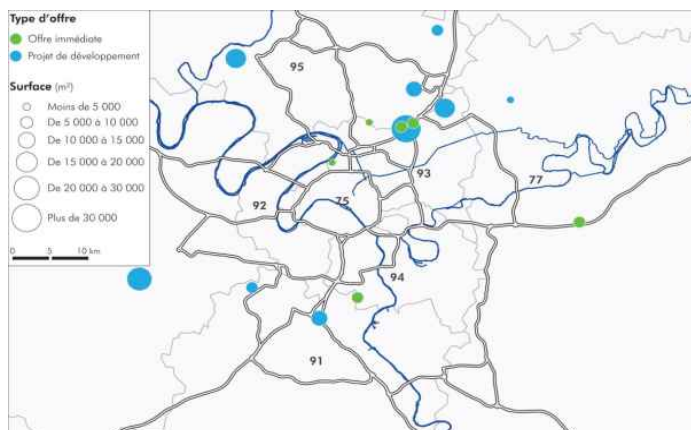 Type d'offre
Offre immédiate
Projet de développement
Surface (m²)
Moins de 5 000
De 5 000 à 10 000
De 10 000 à 15 000
De 15 000 à 20 000
De 20 000 à 30 000
Plus de 30 000
0 5 10 km
95
93
77
92
75
94
91